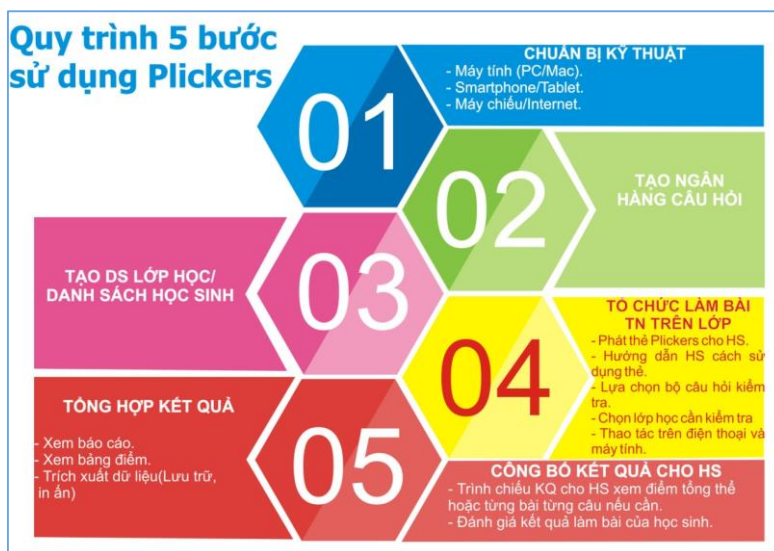 Quy trình 5 bước
sử dụng Plickers
01
CHUẨN BỊ KỸ THUẬT
- Máy tính (PC/Mac).
- Smartphone/Tablet.
- Máy chiếu/Internet.
02
TẠO NGÂN
HÀNG CÂU HỎI
TẠO DS LỚP HỌC/
DANH SÁCH HỌC SINH
03
04
TỔ CHỨC LÀM BÀI
TN TRÊN LỚP
- Phát thẻ Plickers cho HS.
- Hướng dẫn HS cách sử
dụng thẻ.
- Lựa chọn bộ câu hỏi kiểm
tra.
- Chọn lớp học cần kiểm tra
- Thao tác trên điện thoại và
máy tính.
TỔNG HỢP KẾT QUẢ
- Xem báo cáo.
- Xem bảng điểm.
- Trích xuất dữ liệu(Lưu trữ,
in ấn)
05
CÔNG BỐ KẾT QUẢ CHO HS
- Trình chiếu KQ cho HS xem điểm tổng thể
hoặc từng bài từng câu nếu cần.
- Đánh giá kết quả làm bài của học sinh.